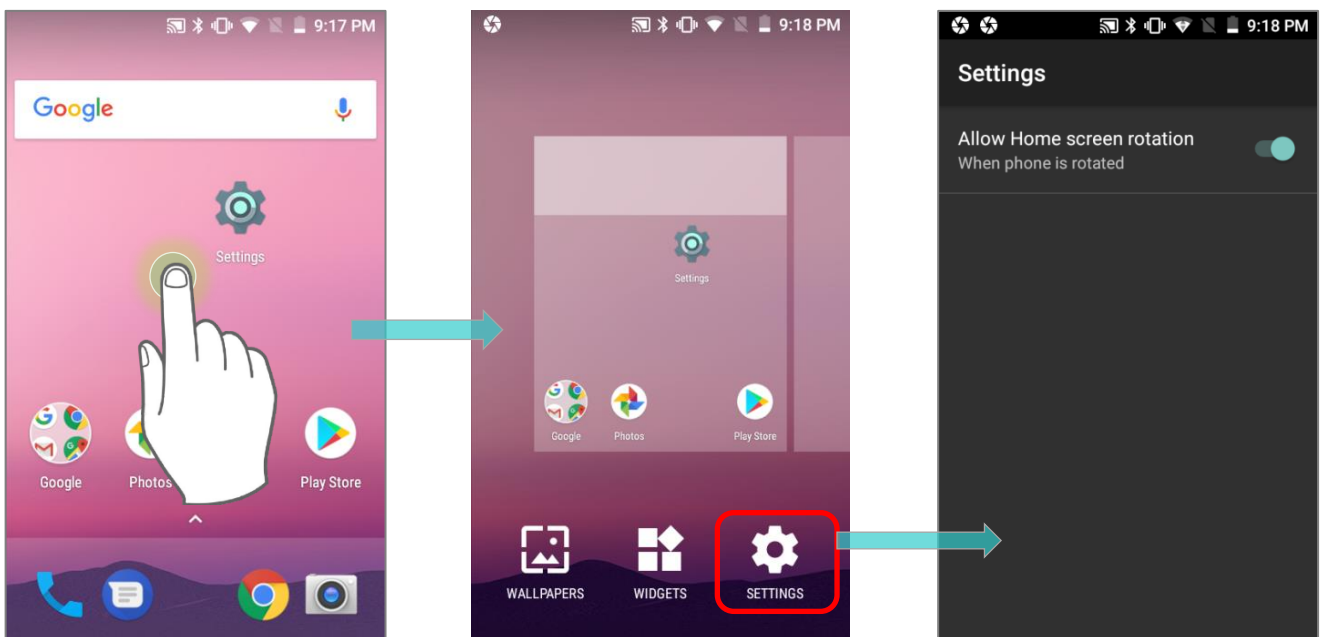 9:17 PM
Google
Settings
Google
Photos
Play Store
9:18 PM
Settings
Google
Photos
Play Store
WALLPAPERS
WIDGETS
SETTINGS
9:18 PM
Settings
Allow Home screen rotation
When phone is rotated